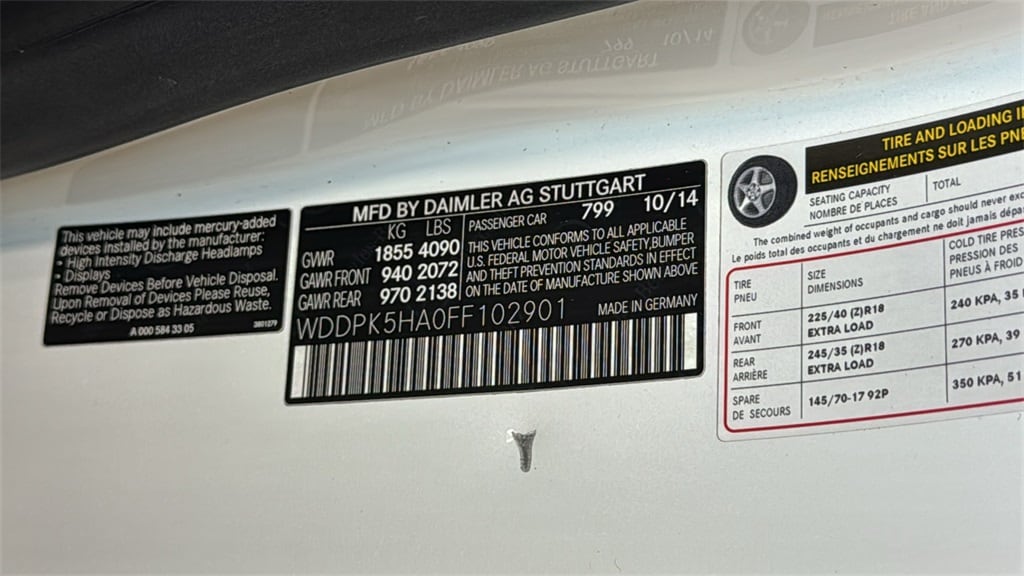 This vehicle may include mercury-added
devices installed by the manufacturer:
• High Intensity Discharge Headlamps
• Displays
Remove Devices Before Vehicle Disposal.
Upon Removal of Devices Please Reuse,
Recycle or Dispose as Hazardous Waste.
A 000 584 33 05 3801279
MFD BY DAIMLER AG STUTTGART
KG LBS PASSENGER CAR 799 10/14
GVWR 1855 4090
GAWR FRONT 940 2072
GAWR REAR 970 2138
THIS VEHICLE CONFORMS TO ALL APPLICABLE
U.S. FEDERAL MOTOR VEHICLE SAFETY,BUMPER
AND THEFT PREVENTION STANDARDS IN EFFECT
ON THE DATE OF MANUFACTURE SHOWN ABOVE
WDDPK5HA0FF102901 MADE IN GERMANY
TIRE AND LOADING
RENSEIGNEMENTS SUR LES
SEATING CAPACITY TOTAL
NOMBRE DE PLACES
The combined weight of occupants and cargo should never
Le poids total des occupants et du chargement ne doit jamais
TIRE SIZE COLD TIRE
PNEU DIMENSIONS PRESSION DES
PNEUS À FROID
FRONT 225/40 (Z)R18 240 KPA, 35
AVANT EXTRA LOAD
REAR 245/35 (Z)R18 270 KPA, 39
ARRIÈRE EXTRA LOAD
SPARE 145/70-17 92P 350 KPA, 51
DE SECOURS